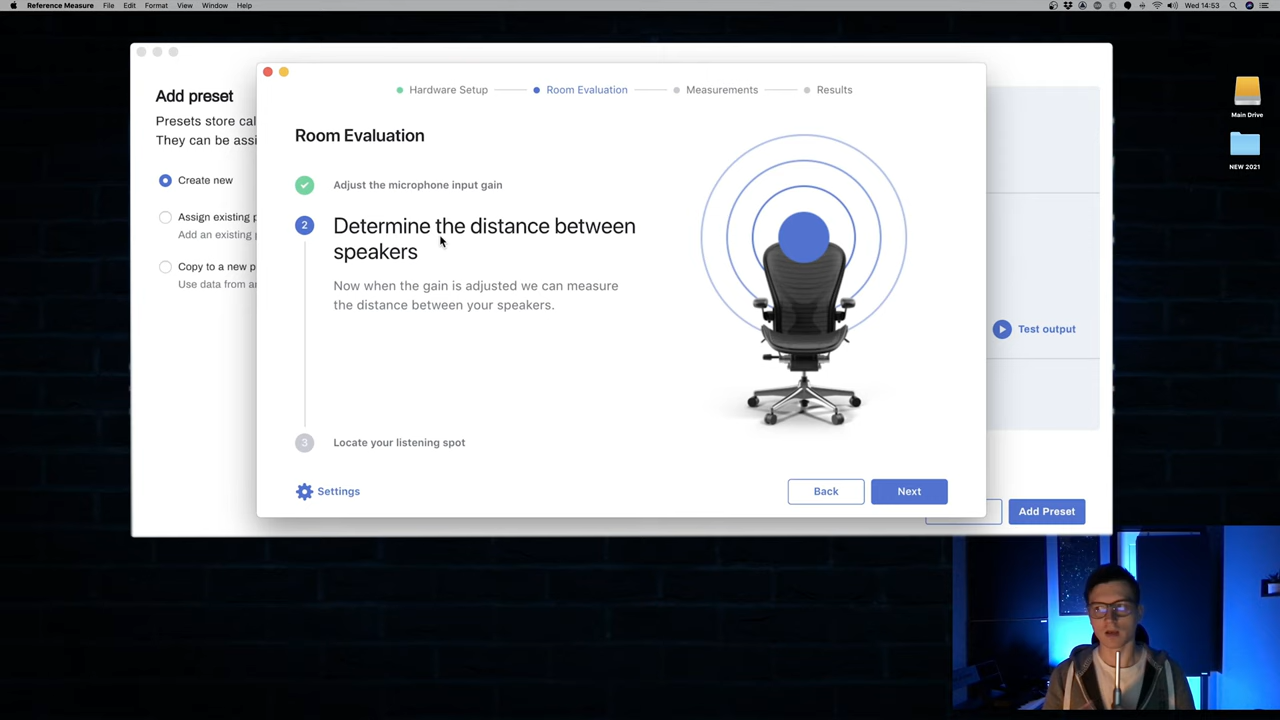 Reference Measure File Edit Format View Window Help
Wed 14:53
Main Drive
NEW 2021
Add preset
Presets store cal
They can be assi
Create new
Assign existing p
Add an existing p
Copy to a new p
Use data from an
Hardware Setup
Room Evaluation
Measurements
Results
Room Evaluation
Adjust the microphone input gain
2
Determine the distance between
speakers
Now when the gain is adjusted we can measure
the distance between your speakers.
3
Locate your listening spot
Settings
Back
Next
Test output
Add Preset